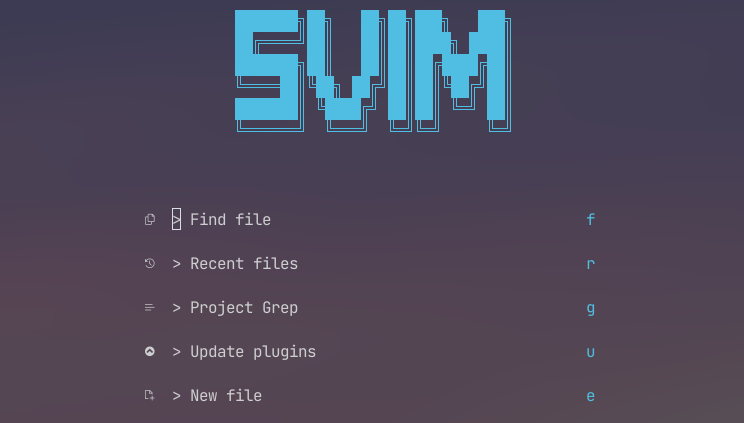 SVIM
> Find file f
> Recent files r
> Project Grep g
> Update plugins u
> New file e